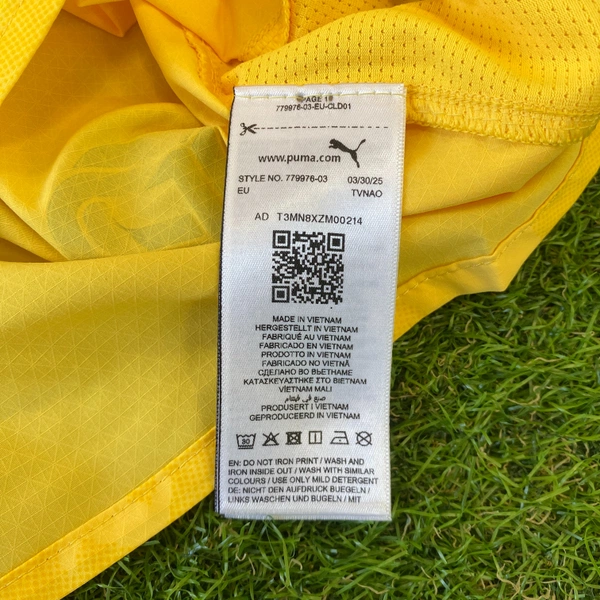 PAGE 1
779976-03-EU-CLD01
www.puma.com
STYLE NO. 779976-03 03/30/25
EU TVNAO
AD T3MN8XZM00214
MADE IN VIETNAM
HERGESTELLT IN VIETNAM
FABRIQUÉ AU VIETNAM
FABRICADO EN VIETNAM
PRODOTTO IN VIETNAM
FABRICADO NO VIETNÃ
СДЕЛАНО ВО ВЬЕТНАМЕ
ΚΑΤΑΣΚΕΥΑΣΤΗΚΕ ΣΤΟ ΒΙΕΤΝΑΜ
VİETNAM MALI
صنع في فيتنام
PRODUSERT I VIETNAM
GEPRODUCEERD IN VIETNAM
30
EN: DO NOT IRON PRINT / WASH AND
IRON INSIDE OUT / WASH WITH SIMILAR
COLOURS / USE ONLY MILD DETERGENT
DE: NICHT DEN AUFDRUCK BUEGELN /
LINKS WASCHEN UND BUGELN / MIT